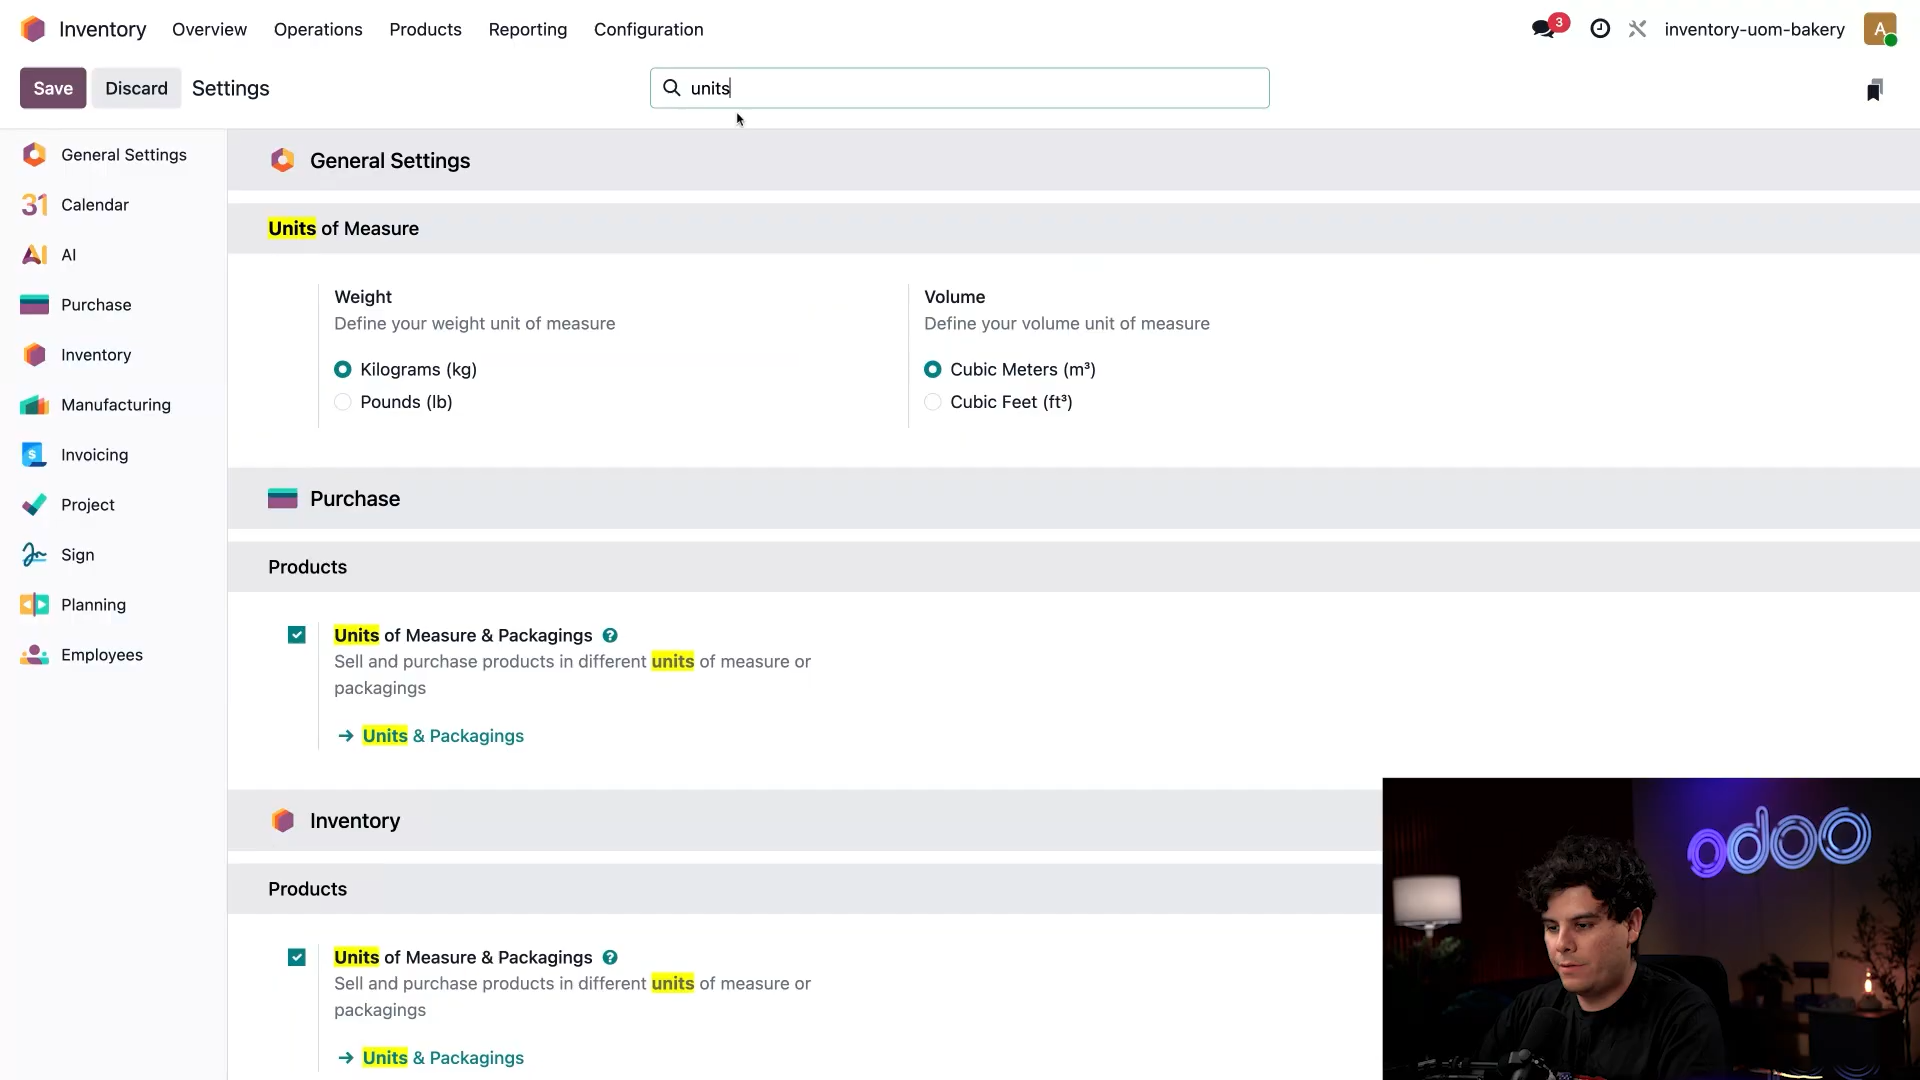 Inventory Overview Operations Products Reporting Configuration 3 inventory-uom-bakery A
Save Discard Settings units
General Settings
31 Calendar
AI AI
Purchase
Inventory
Manufacturing
$ Invoicing
Project
Sign
Planning
Employees
General Settings
Units of Measure
Weight
Define your weight unit of measure
Kilograms (kg)
Pounds (lb)
Volume
Define your volume unit of measure
Cubic Meters (m³)
Cubic Feet (ft³)
Purchase
Products
Units of Measure & Packagings ?
Sell and purchase products in different units of measure or
packagings
→ Units & Packagings
Inventory
Products
Units of Measure & Packagings ?
Sell and purchase products in different units of measure or
packagings
→ Units & Packagings
odoo